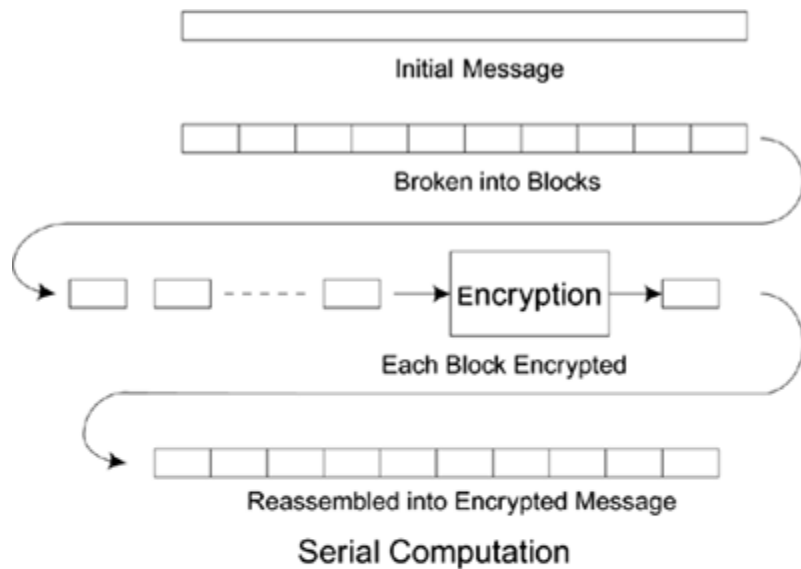 Initial Message
Broken into Blocks
Encryption
Each Block Encrypted
Reassembled into Encrypted Message
Serial Computation